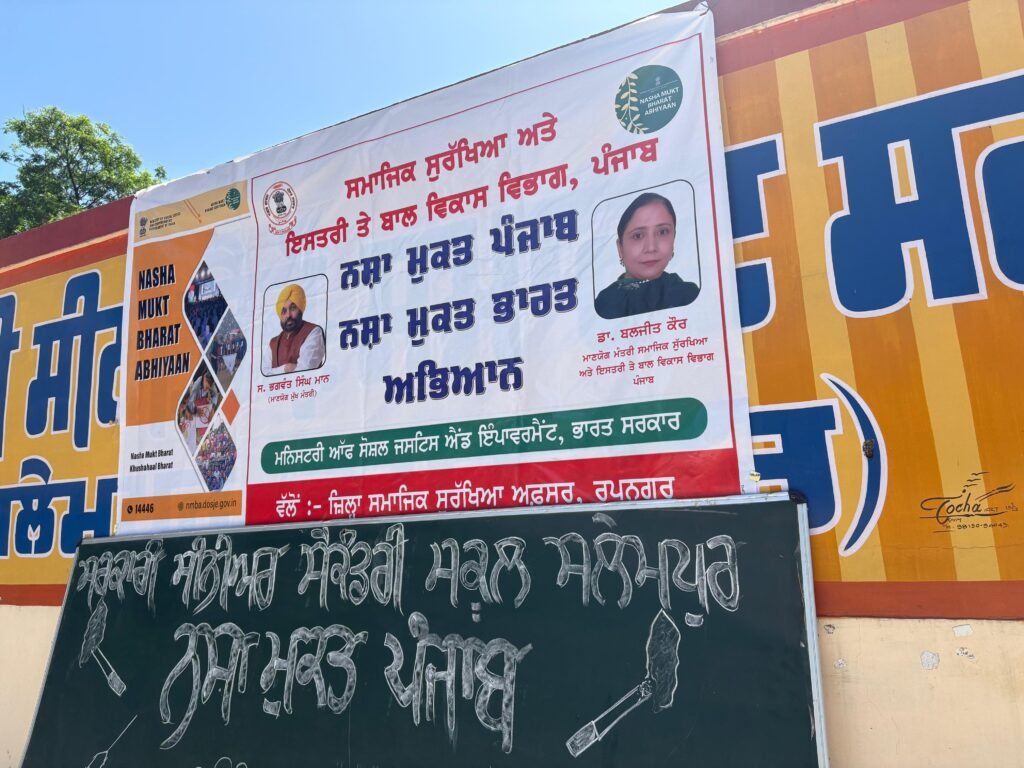 NASHA MUKT
BHARAT
ABHIYAAN
ਸਮਾਜਿਕ ਸੁਰੱਖਿਆ ਅਤੇ
ਇਸਤਰੀ ਤੇ ਬਾਲ ਵਿਕਾਸ ਵਿਭਾਗ, ਪੰਜਾਬ
ਨਸ਼ਾ ਮੁਕਤ ਪੰਜਾਬ
ਨਸ਼ਾ ਮੁਕਤ ਭਾਰਤ
ਅਭਿਆਨ
NASHA
MUKT
BHARAT
ABHIYAAN
Nasha Mukt Bharat
Khushahaal Bharat
14446
nmba.dosje.gov.in
ਸ. ਭਗਵੰਤ ਸਿੰਘ ਮਾਨ
(ਮਾਣਯੋਗ ਮੁੱਖ ਮੰਤਰੀ)
ਡਾ. ਬਲਜੀਤ ਕੌਰ
ਮਾਣਯੋਗ ਮੰਤਰੀ ਸਮਾਜਿਕ ਸੁੱਰਖਿਆ
ਅਤੇ ਇਸਤਰੀ ਤੇ ਬਾਲ ਵਿਕਾਸ ਵਿਭਾਗ
ਪੰਜਾਬ
ਮਨਿਸਟਰੀ ਆੱਫ ਸੋਸ਼ਲ ਜਸਟਿਸ ਐਂਡ ਇੰਪਾਵਰਮੈਂਟ, ਭਾਰਤ ਸਰਕਾਰ
ਵੱਲੋਂ :- ਜ਼ਿਲ੍ਹਾ ਸਮਾਜਿਕ ਸੁਰੱਖਿਆ ਅਫ਼ਸਰ, ਰੂਪਨਗਰ
ਸਰਕਾਰੀ ਸੀਨੀਅਰ ਸੈਕੰਡਰੀ ਸਕੂਲ ਸਲੇਮਪੁਰ
ਨਸ਼ਾ ਮੁਕਤ ਪੰਜਾਬ
Tocha